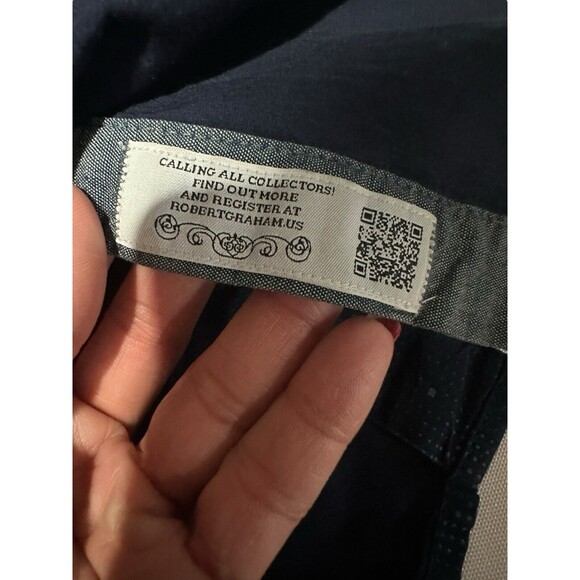 CALLING ALL COLLECTORS!
FIND OUT MORE
AND REGISTER AT
ROBERTGRAHAM.US